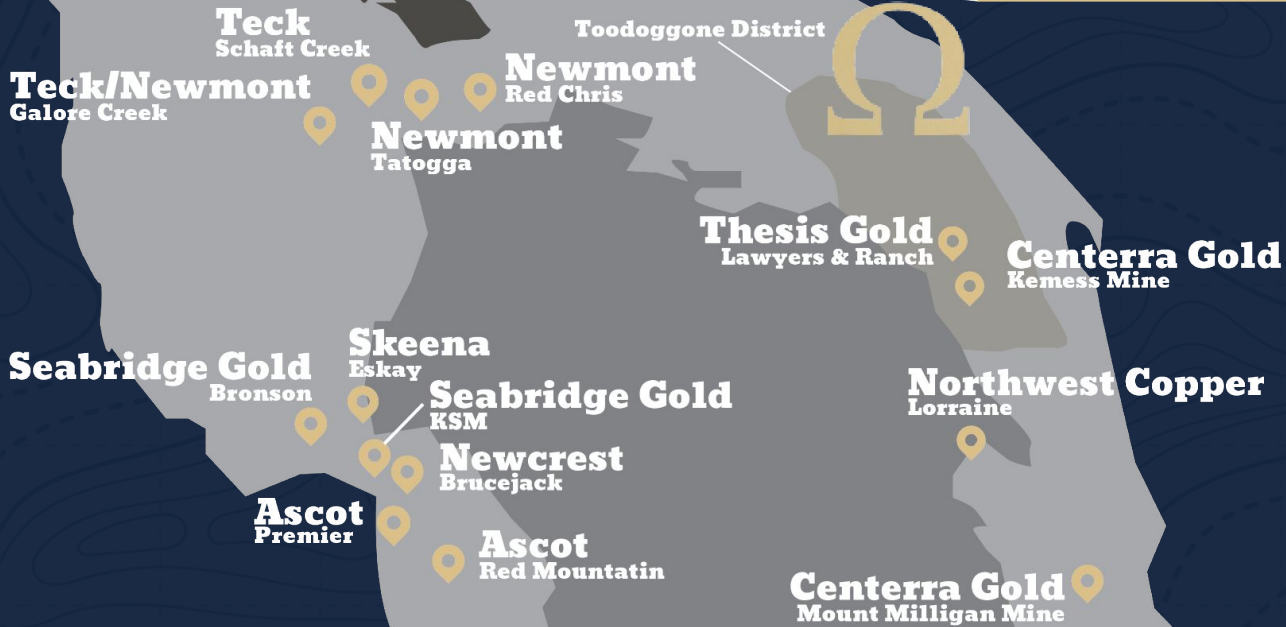 Teck
Schaft Creek
Toodoggone District
Ω
Teck/Newmont
Galore Creek
Newmont
Red Chris
Newmont
Tatogga
Thesis Gold
Lawyers & Ranch
Centerra Gold
Kemess Mine
Skeena
Eskay
Seabridge Gold
Bronson
Seabridge Gold
KSM
Northwest Copper
Lorraine
Newcrest
Brucejack
Ascot
Premier
Ascot
Red Mountatin
Centerra Gold
Mount Milligan Mine